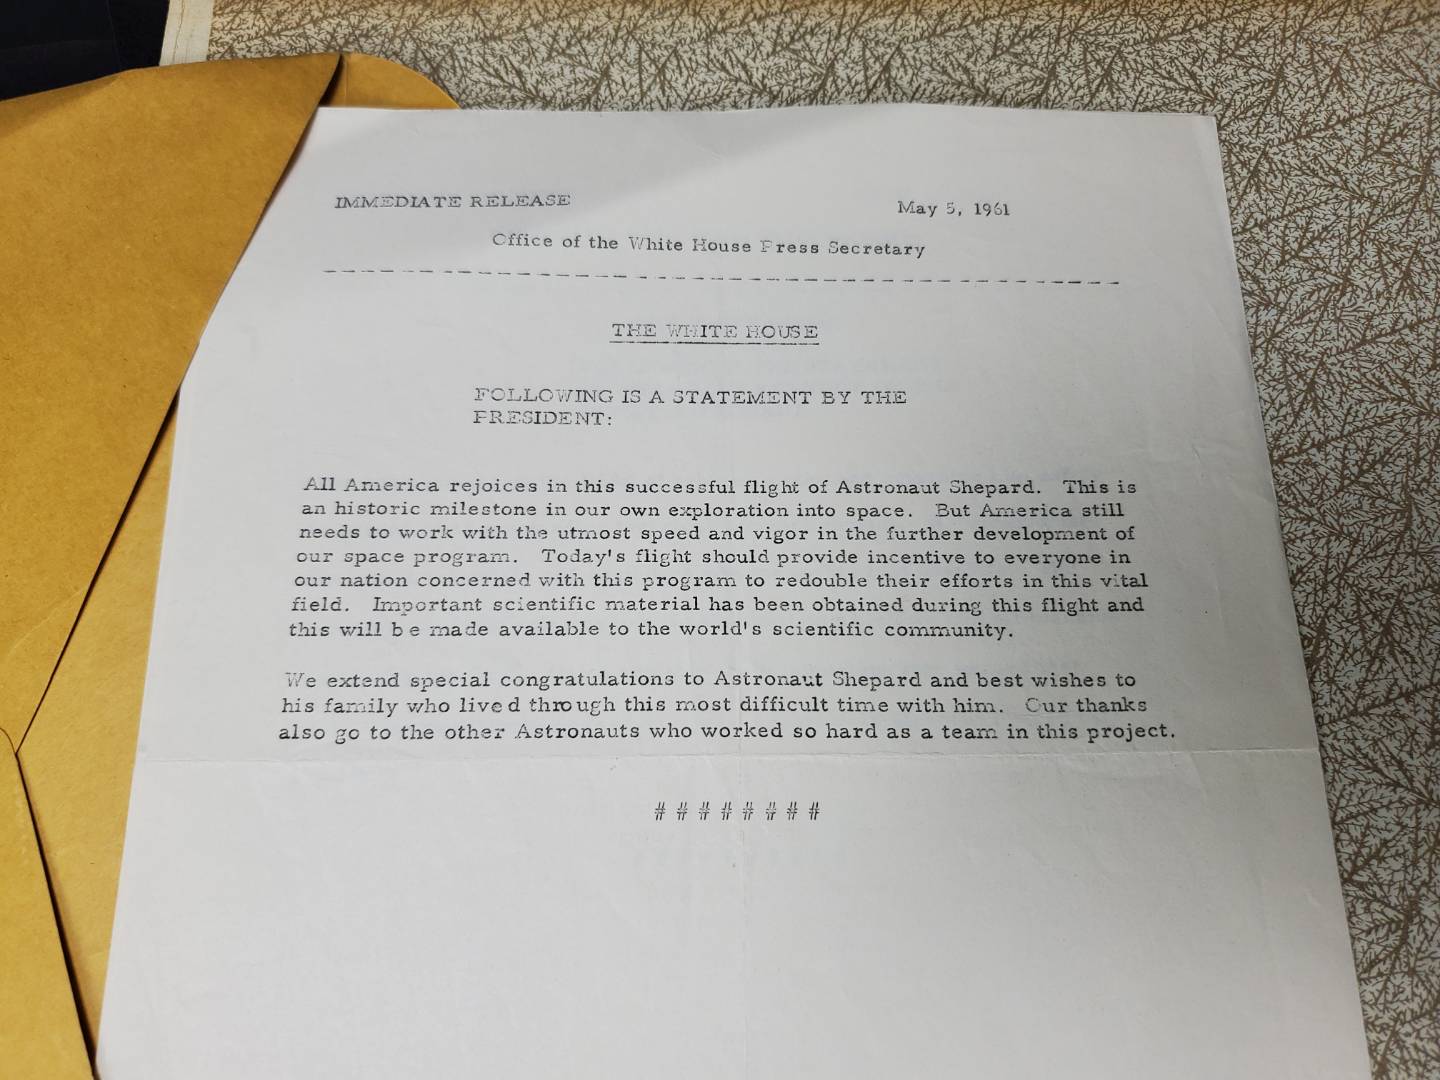 IMMEDIATE RELEASE
May 5, 1961
Office of the White House Press Secretary
THE WHITE HOUSE
FOLLOWING IS A STATEMENT BY THE
PRESIDENT:
All America rejoices in this successful flight of Astronaut Shepard. This is
an historic milestone in our own exploration into space. But America still
needs to work with the utmost speed and vigor in the further development of
our space program. Today's flight should provide incentive to everyone in
our nation concerned with this program to redouble their efforts in this vital
field. Important scientific material has been obtained during this flight and
this will b e made available to the world's scientific community.
We extend special congratulations to Astronaut Shepard and best wishes to
his family who live d through this most difficult time with him. Our thanks
also go to the other Astronauts who worked so hard as a team in this project.
# # # # # # # #